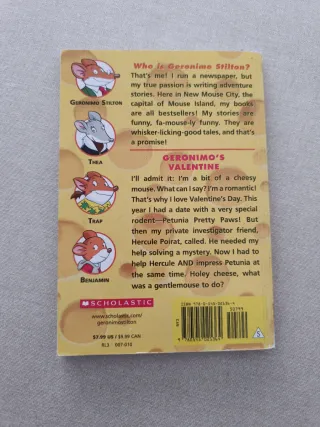 Who is Geronimo Stilton?
That's me! I run a newspaper, but
my true passion is writing adventure
stories. Here in New Mouse City, the
capital of Mouse Island, my books
are all bestsellers! My stories are
funny, fa-mouse-ly funny. They are
whisker-licking-good tales, and that's
a promise!
GERONIMO STILTON
THEA
TRAP
BENJAMIN
GERONIMO'S
VALENTINE
I'll admit it: I'm a bit of a cheesy
mouse. What can I say? I'm a romantic!
That's why I love Valentine's Day. This
year I had a date with a very special
rodent—Petunia Pretty Paws! But
then my private investigator friend,
Hercule Poirat, called. He needed my
help solving a mystery. Now I had to
help Hercule AND impress Petunia at
the same time. Holey cheese, what
was a gentlemouse to do?
SCHOLASTIC
www.scholastic.com/
geronimostilton